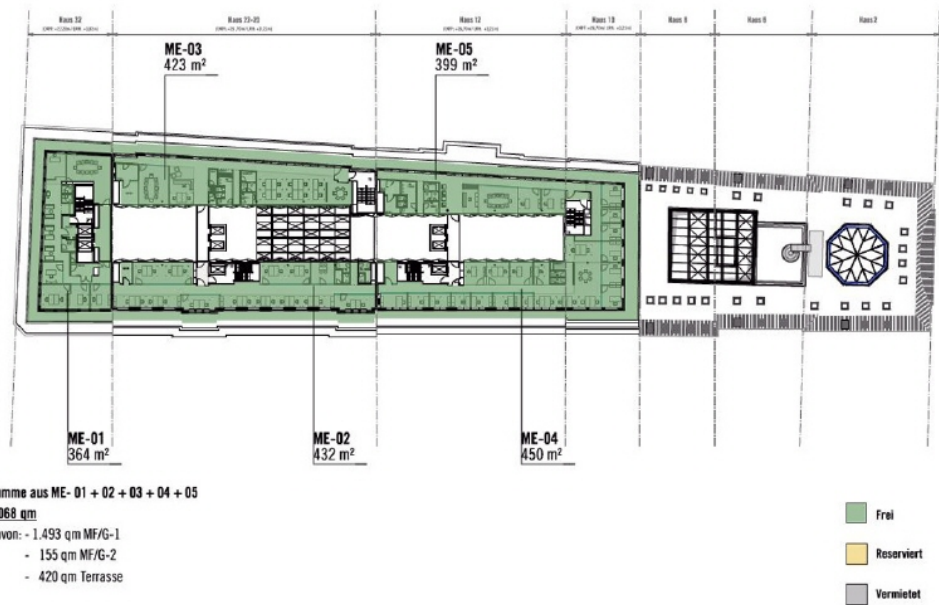 Haus 32
Haus 22-31
Haus 12
Haus 10
Haus 8
Haus 6
Haus 2
ME-03
423 m²
ME-05
399 m²
ME-01
364 m²
ME-02
432 m²
ME-04
450 m²
umme aus ME- 01 + 02 + 03 + 04 + 05
068 qm
von: - 1.493 qm MF/G-1
- 155 qm MF/G-2
- 420 qm Terrasse
Frei
Reserviert
Vermietet